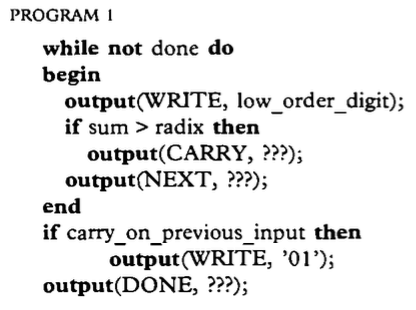 PROGRAM 1
while not done do
begin
output(WRITE, low_order_digit);
if sum > radix then
output(CARRY, ???);
output(NEXT, ???);
end
if carry_on_previous_input then
output(WRITE, '01');
output(DONE, ???);